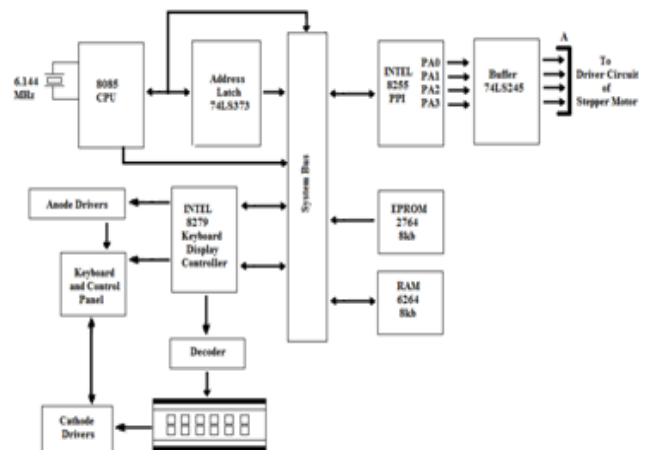 6.144
MHz
8085
CPU
Address
Latch
74LS373
System Bus
INTEL
8255
PPI
PA0
PA1
PA2
PA3
Buffer
74LS245
A
To
Driver Circuit
of
Stepper Motor
Anode Drivers
INTEL
8279
Keyboard
Display
Controller
EPROM
2764
8kb
Keyboard
and Control
Panel
RAM
6264
8kb
Decoder
Cathode
Drivers